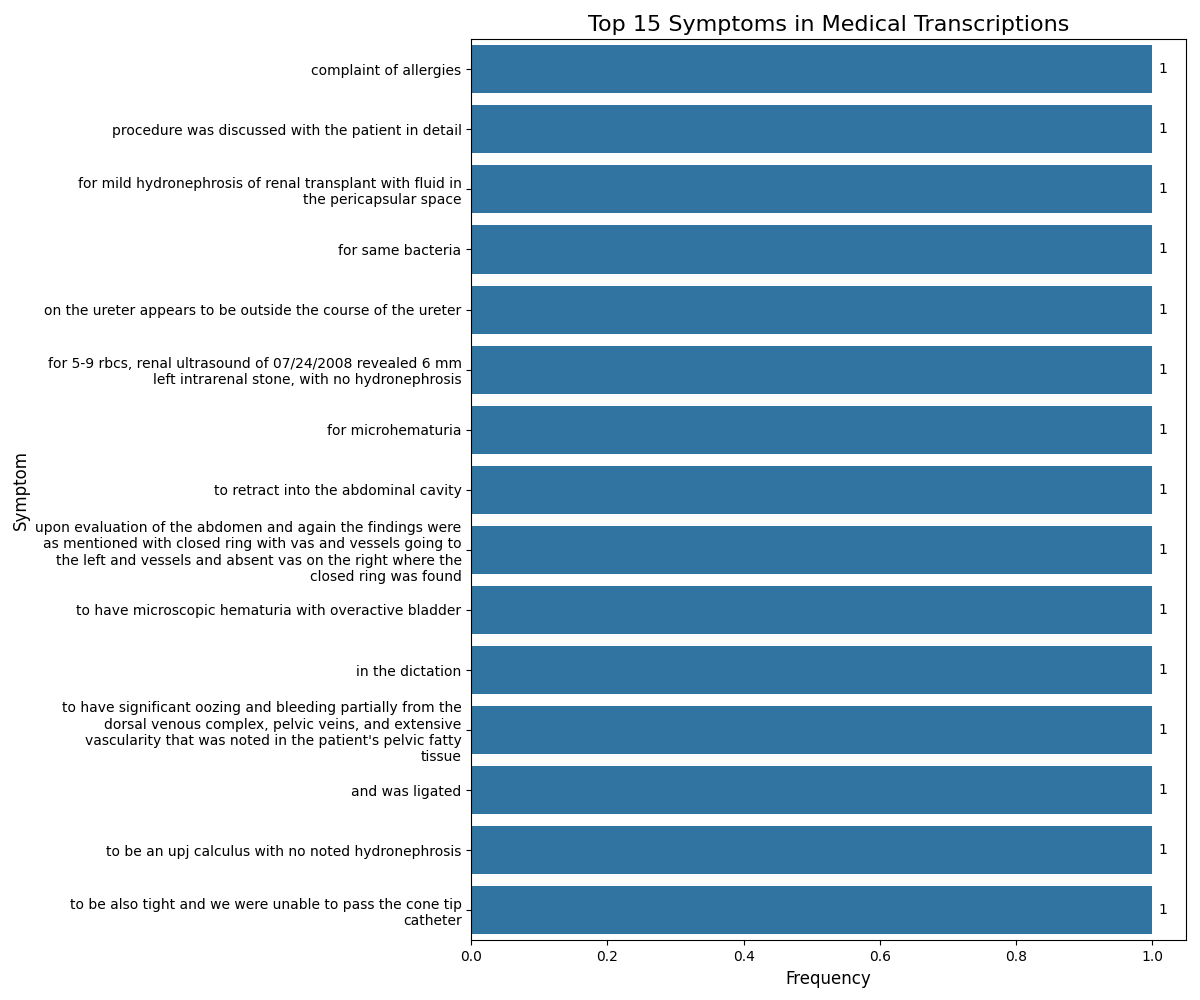 Top 15 Symptoms in Medical Transcriptions
complaint of allergies
1
procedure was discussed with the patient in detail
1
for mild hydronephrosis of renal transplant with fluid in
the pericapsular space
1
for same bacteria
1
on the ureter appears to be outside the course of the ureter
1
for 5-9 rbcs, renal ultrasound of 07/24/2008 revealed 6 mm
left intrarenal stone, with no hydronephrosis
1
for microhematuria
1
to retract into the abdominal cavity
1
Symptom
upon evaluation of the abdomen and again the findings were
as mentioned with closed ring with vas and vessels going to
the left and vessels and absent vas on the right where the
closed ring was found
1
to have microscopic hematuria with overactive bladder
1
in the dictation
1
to have significant oozing and bleeding partially from the
dorsal venous complex, pelvic veins, and extensive
vascularity that was noted in the patient's pelvic fatty
tissue
1
and was ligated
1
to be an upj calculus with no noted hydronephrosis
1
to be also tight and we were unable to pass the cone tip
catheter
1
0.0 0.2 0.4 0.6 0.8 1.0
Frequency